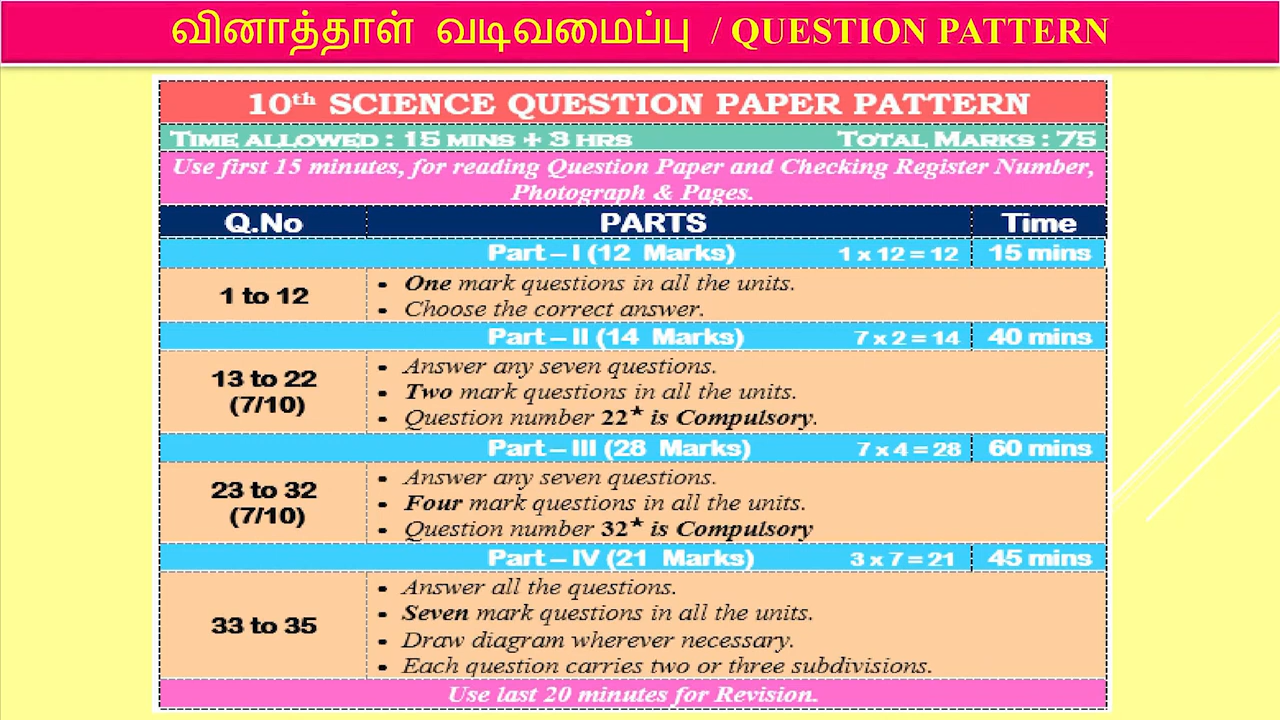 வினாத்தாள் வடிவமைப்பு / QUESTION PATTERN
10th SCIENCE QUESTION PAPER PATTERN
TIME ALLOWED : 15 MINS + 3 HRS TOTAL MARKS : 75
Use first 15 minutes, for reading Question Paper and Checking Register Number,
Photograph & Pages.
Q.No PARTS Time
Part – I (12 Marks) 1 x 12 = 12 15 mins
1 to 12
• One mark questions in all the units.
• Choose the correct answer.
Part – II (14 Marks) 7 x 2 = 14 40 mins
13 to 22
(7/10)
• Answer any seven questions.
• Two mark questions in all the units.
• Question number 22* is Compulsory.
Part – III (28 Marks) 7 x 4 = 28 60 mins
23 to 32
(7/10)
• Answer any seven questions.
• Four mark questions in all the units.
• Question number 32* is Compulsory
Part – IV (21 Marks) 3 x 7 = 21 45 mins
33 to 35
• Answer all the questions.
• Seven mark questions in all the units.
• Draw diagram wherever necessary.
• Each question carries two or three subdivisions.
Use last 20 minutes for Revision.